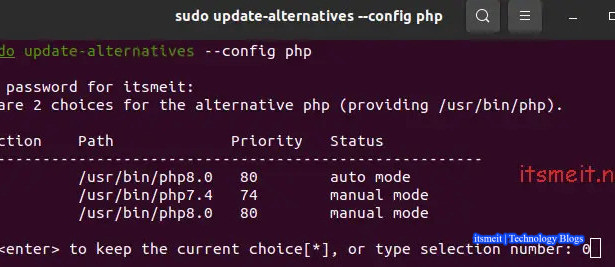 sudo update-alternatives --config php
do update-alternatives --config php
password for itsmeit:
are 2 choices for the alternative php (providing /usr/bin/php).
ction Path Priority Status
------------------------------------------------------------
/usr/bin/php8.0 80 auto mode
/usr/bin/php7.4 74 manual mode
/usr/bin/php8.0 80 manual mode
itsmeit.n
itsmeit | Technology Blogs
<enter> to keep the current choice[*], or type selection number: 0